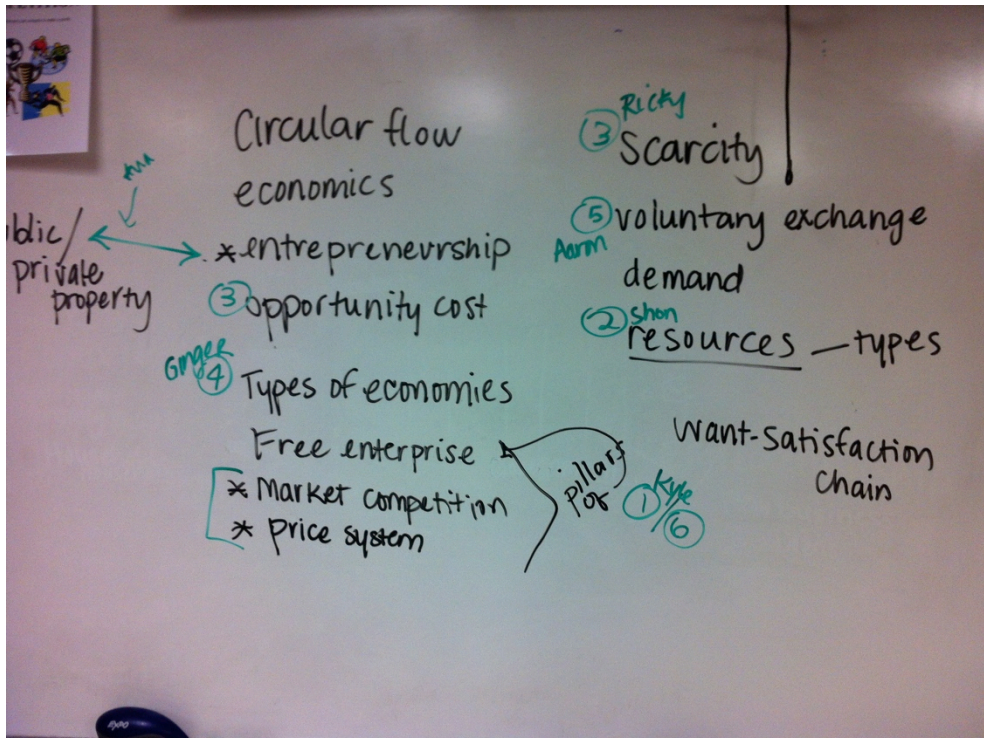 Circular flow
economics
*entrepreneurship
blic/
private
property
③ opportunity cost
Ginger
④ Types of economies
Free enterprise
pillars
of
* Market competition
* price system
Kyle
①/⑥
Ricky
③ Scarcity
⑤ voluntary exchange
Aaron
demand
Shon
② resources — types
want-satisfaction
chain
EXPO